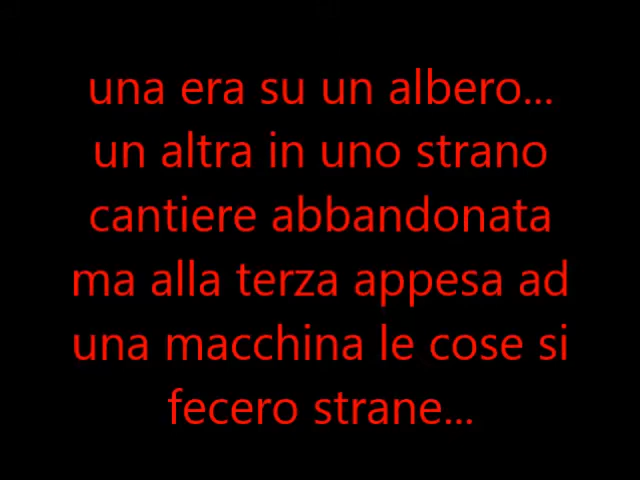 una era su un albero...
un altra in uno strano
cantiere abbandonata
ma alla terza appesa ad
una macchina le cose si
fecero strane...